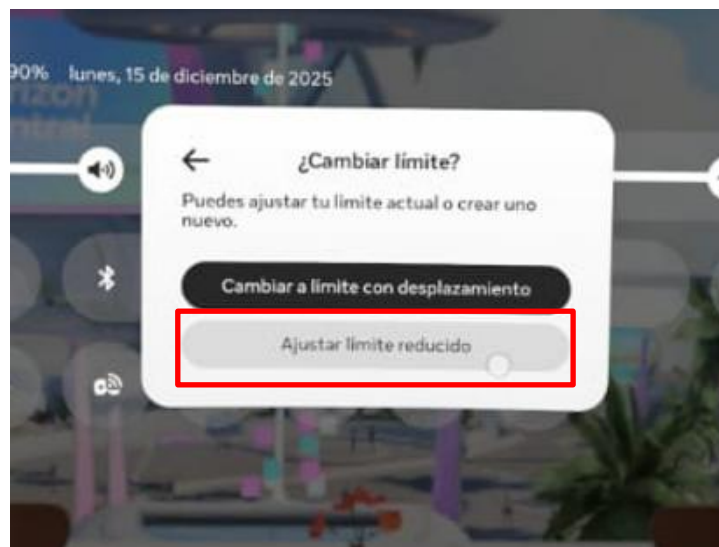 90% lunes, 15 de diciembre de 2025
¿Cambiar límite?
Puedes ajustar tu límite actual o crear uno
nuevo.
Cambiar a límite con desplazamiento
Ajustar límite reducido